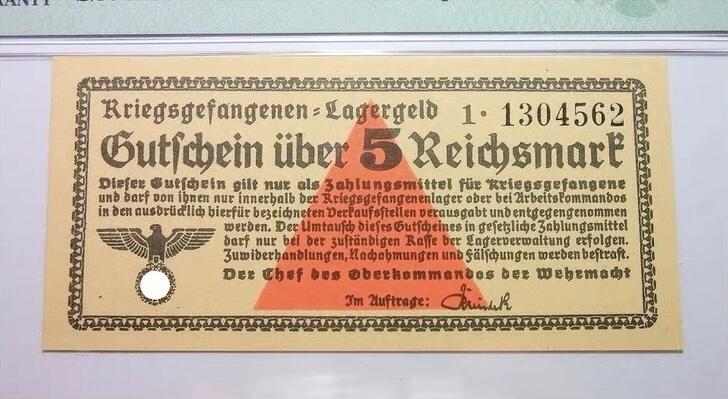 Kriegsgefangenen=Lagergeld 1· 1304562
Gutschein über 5 Reichsmark
Dieser Gutschein gilt nur als Zahlungsmittel für Kriegsgefangene
und darf von ihnen nur innerhalb der Kriegsgefangenenlager oder bei Arbeitskommandos
in den ausdrücklich hierfür bezeichneten Verkaufsstellen verausgabt und entgegengenommen
werden. Der Umtausch dieses Gutscheines in gesetzliche Zahlungsmittel
darf nur bei der zuständigen Kasse der Lagerverwaltung erfolgen.
Zuwiderhandlungen, Nachahmungen und Fälschungen werden bestraft.
Der Chef des Oberkommandos der Wehrmacht
Im Auftrage: